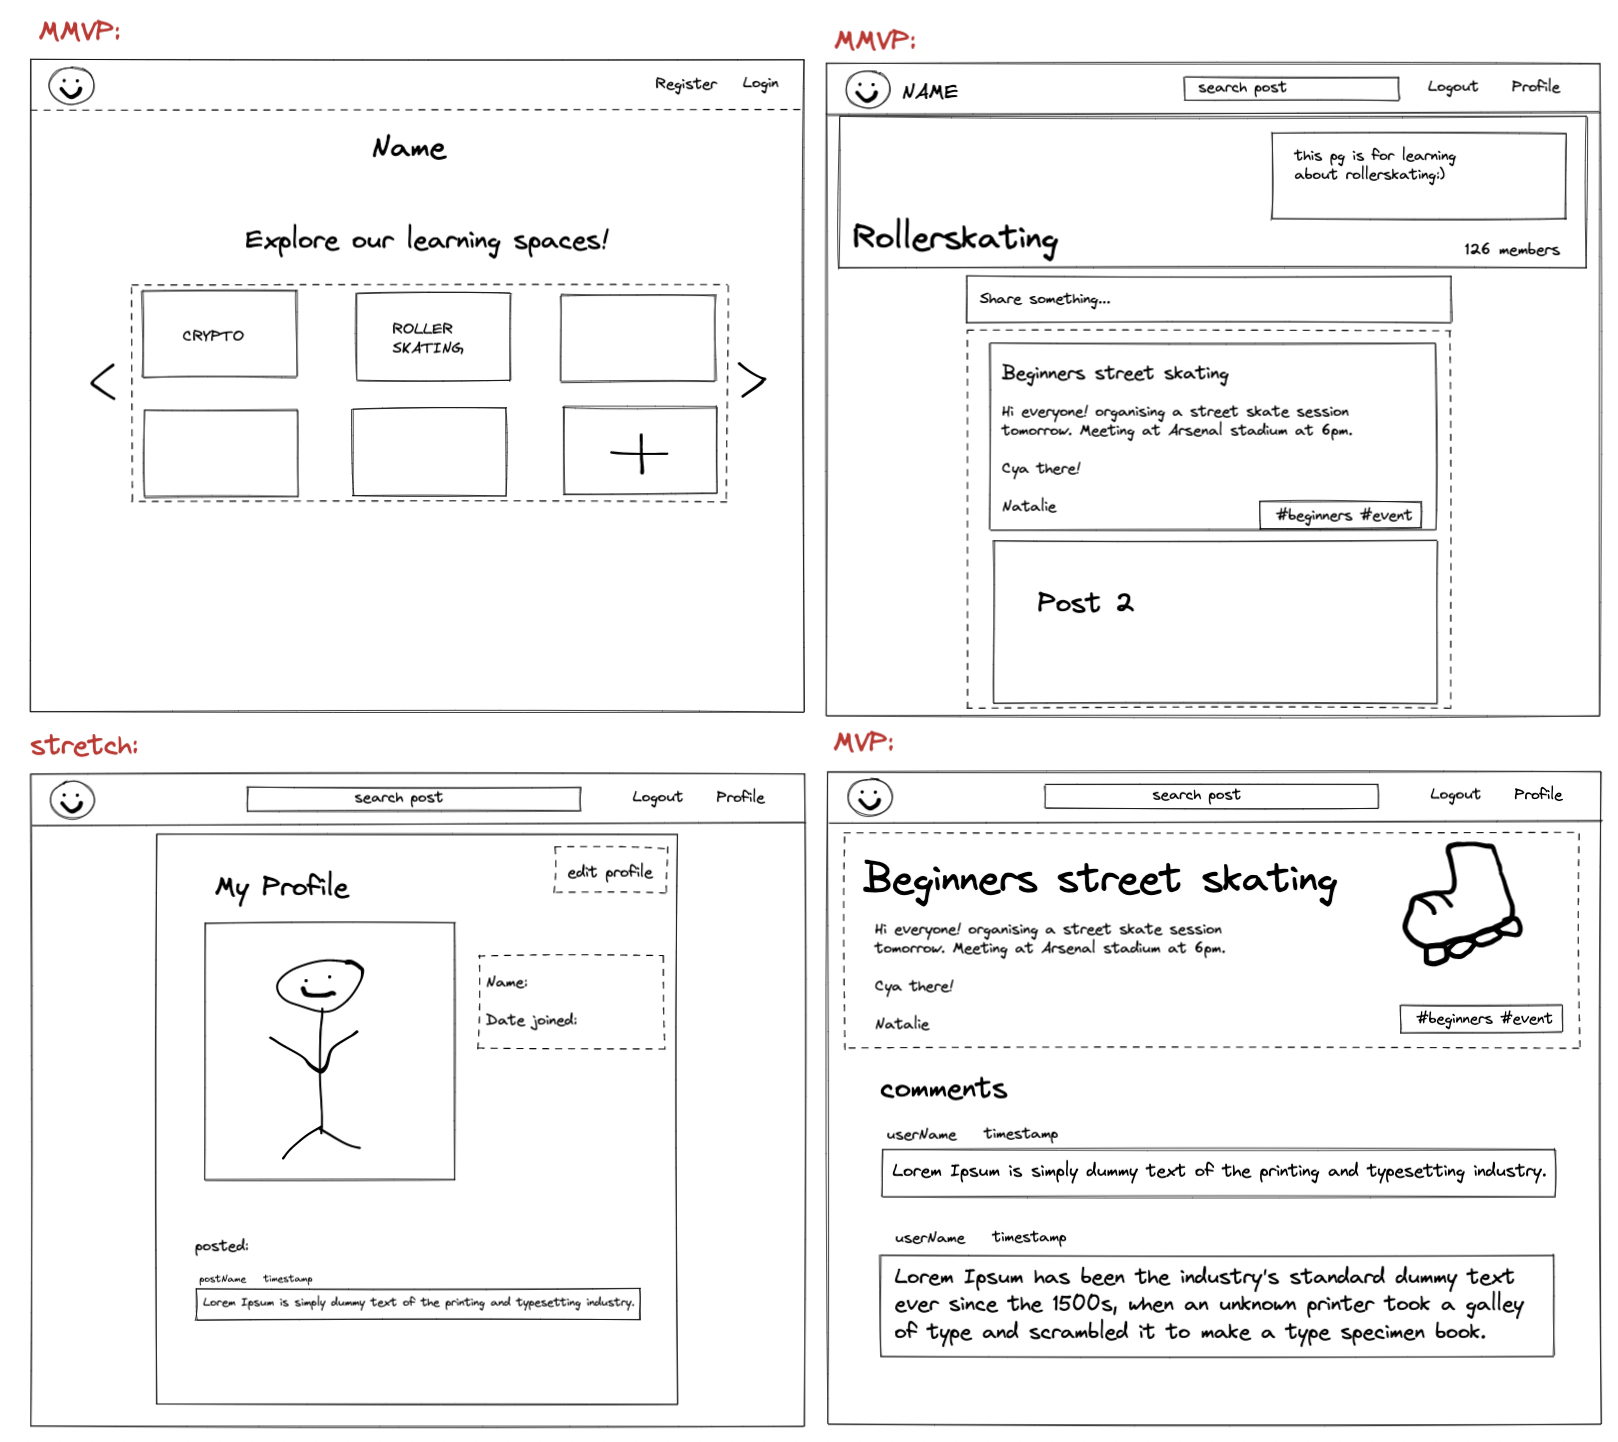 MMVP:
Register Login
Name
Explore our learning spaces!
CRYPTO
ROLLER
SKATING
MMVP:
NAME
search post
Logout Profile
this pg is for learning
about rollerskating:)
Rollerskating
126 members
Share something...
Beginners street skating
Hi everyone! organising a street skate session
tomorrow. Meeting at Arsenal stadium at 6pm.
Cya there!
Natalie
#beginners #event
Post 2
stretch:
search post
Logout Profile
My Profile
edit profile
Name:
Date joined:
posted:
postName timestamp
Lorem Ipsum is simply dummy text of the printing and typesetting industry.
MVP:
search post
Logout Profile
Beginners street skating
Hi everyone! organising a street skate session
tomorrow. Meeting at Arsenal stadium at 6pm.
Cya there!
Natalie
#beginners #event
comments
userName timestamp
Lorem Ipsum is simply dummy text of the printing and typesetting industry.
userName timestamp
Lorem Ipsum has been the industry's standard dummy text
ever since the 1500s, when an unknown printer took a galley
of type and scrambled it to make a type specimen book.